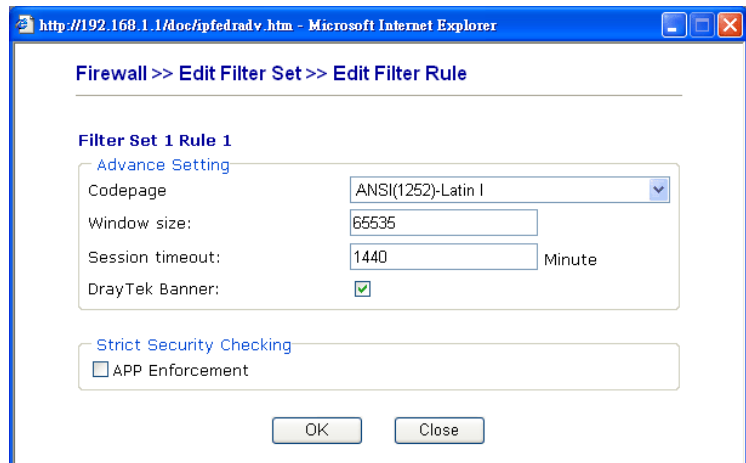 http://192.168.1.1/doc/ipfedradv.htm - Microsoft Internet Explorer
Firewall >> Edit Filter Set >> Edit Filter Rule
Filter Set 1 Rule 1
Advance Setting
Codepage ANSI(1252)-Latin I
Window size: 65535
Session timeout: 1440 Minute
DrayTek Banner:
Strict Security Checking
APP Enforcement
OK Close